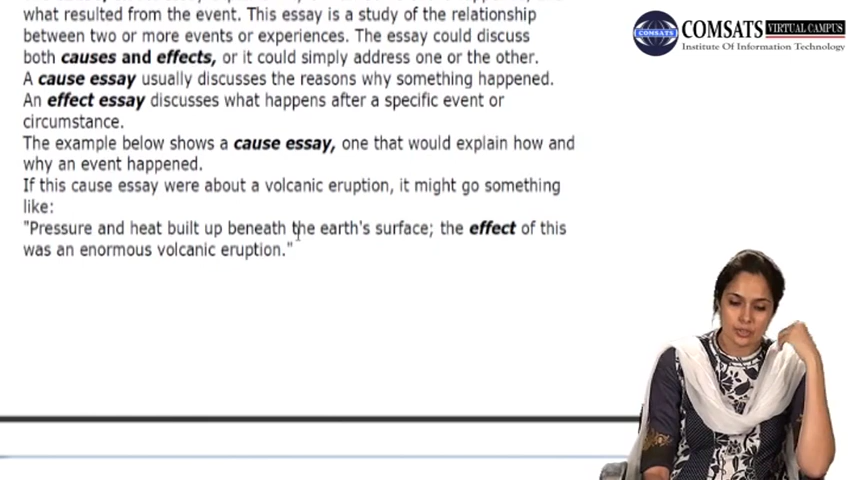 what resulted from the event. This essay is a study of the relationship
between two or more events or experiences. The essay could discuss
both causes and effects, or it could simply address one or the other.
A cause essay usually discusses the reasons why something happened.
An effect essay discusses what happens after a specific event or
circumstance.
The example below shows a cause essay, one that would explain how and
why an event happened.
If this cause essay were about a volcanic eruption, it might go something
like:
"Pressure and heat built up beneath the earth's surface; the effect of this
was an enormous volcanic eruption."
COMSATS
COMSATS VIRTUAL CAMPUS
Institute Of Information Technology